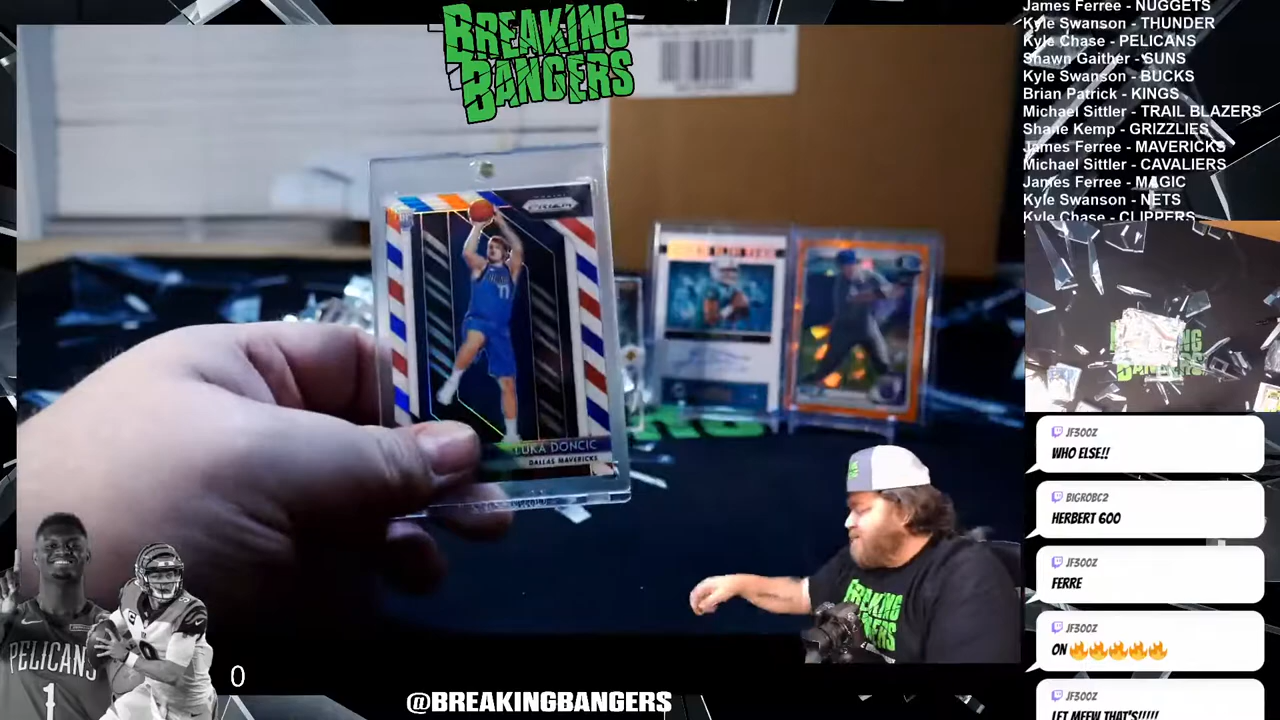 BREAKING
BANGERS
James Ferree - NUGGETS
Kyle Swanson - THUNDER
Kyle Chase - PELICANS
Shawn Gaither - SUNS
Kyle Swanson - BUCKS
Brian Patrick - KINGS
Michael Sittler - TRAIL BLAZERS
Shane Kemp - GRIZZLIES
James Ferree - MAVERICKS
Michael Sittler - CAVALIERS
James Ferree - MAGIC
Kyle Swanson - NETS
Kyle Chase - CLIPPERS
PRIZM
LUKA DONCIC
DALLAS MAVERICKS
JF300Z
WHO ELSE!!
BIGROBC2
HERBERT 600
JF300Z
FERRE
JF300Z
ON🔥🔥🔥🔥🔥
JF300Z
LET MEEW THAT'S!!!!!
PELICANS
1
0
@BREAKINGBANGERS